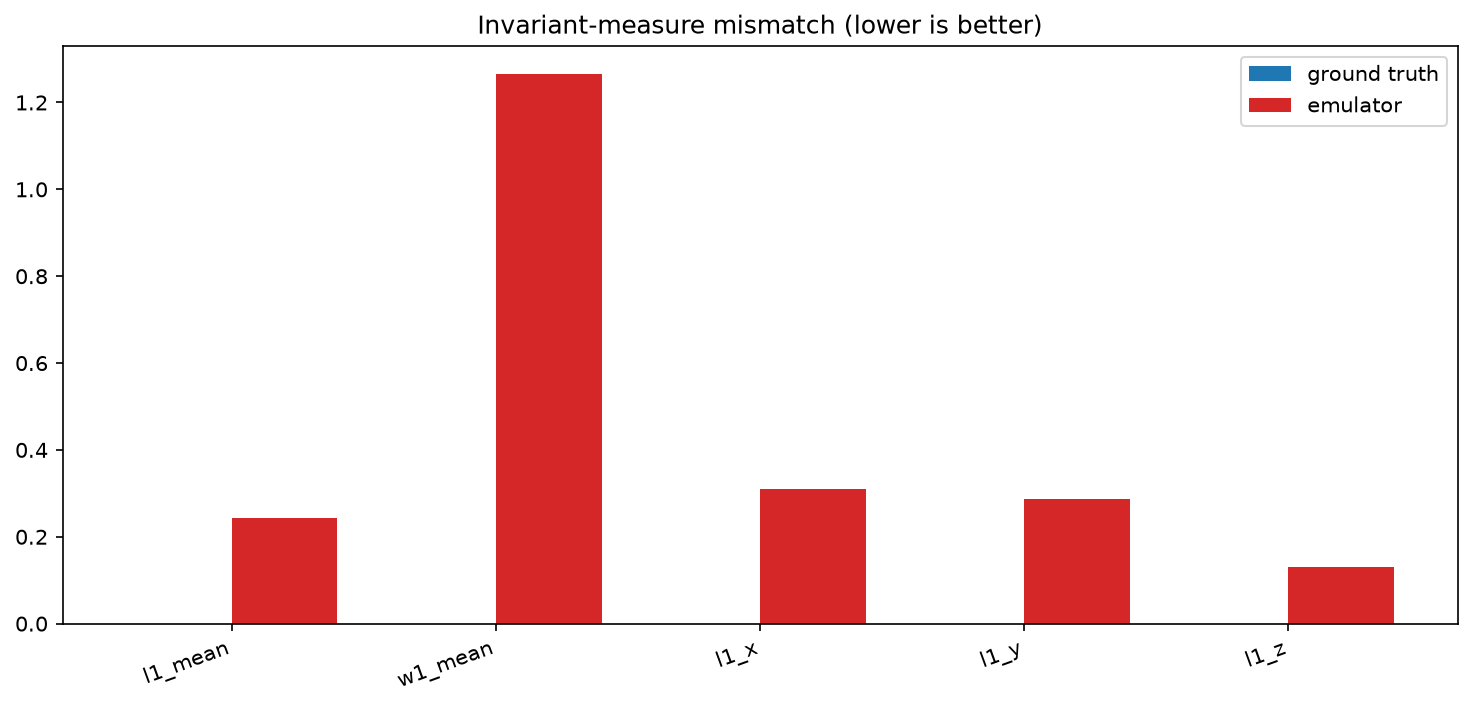 Invariant-measure mismatch (lower is better)
ground truth
emulator
1.2
1.0
0.8
0.6
0.4
0.2
0.0
l1_mean
w1_mean
l1_x
l1_y
l1_z